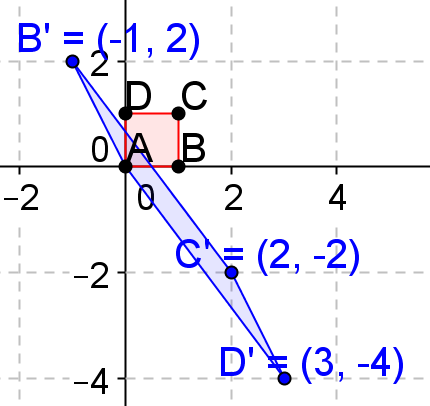 B' = (-1, 2)
2
D C
0 A B
−2 0 2 4
C' = (2, -2)
−2
D' = (3, -4)
−4